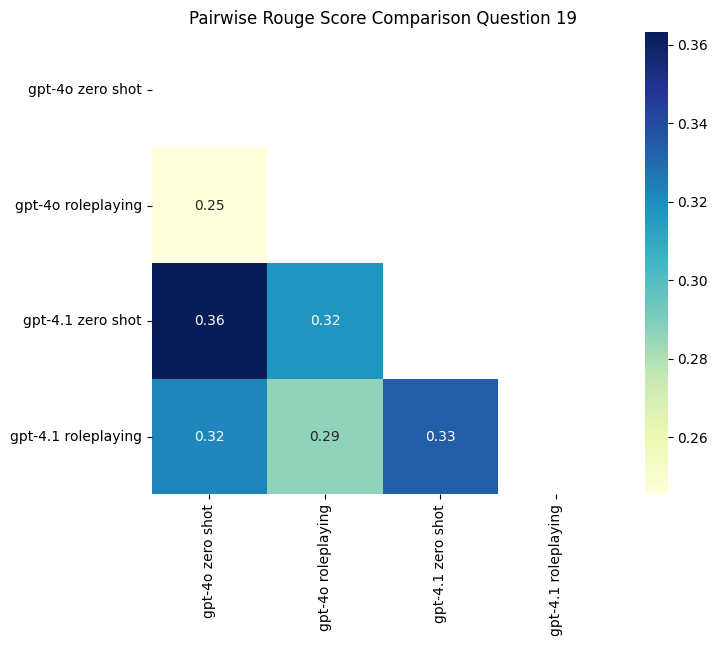 Pairwise Rouge Score Comparison Question 19
gpt-4o zero shot
gpt-4o roleplaying
0.25
gpt-4.1 zero shot
0.36
0.32
gpt-4.1 roleplaying
0.32
0.29
0.33
gpt-4o zero shot
gpt-4o roleplaying
gpt-4.1 zero shot
gpt-4.1 roleplaying
0.36
0.34
0.32
0.30
0.28
0.26